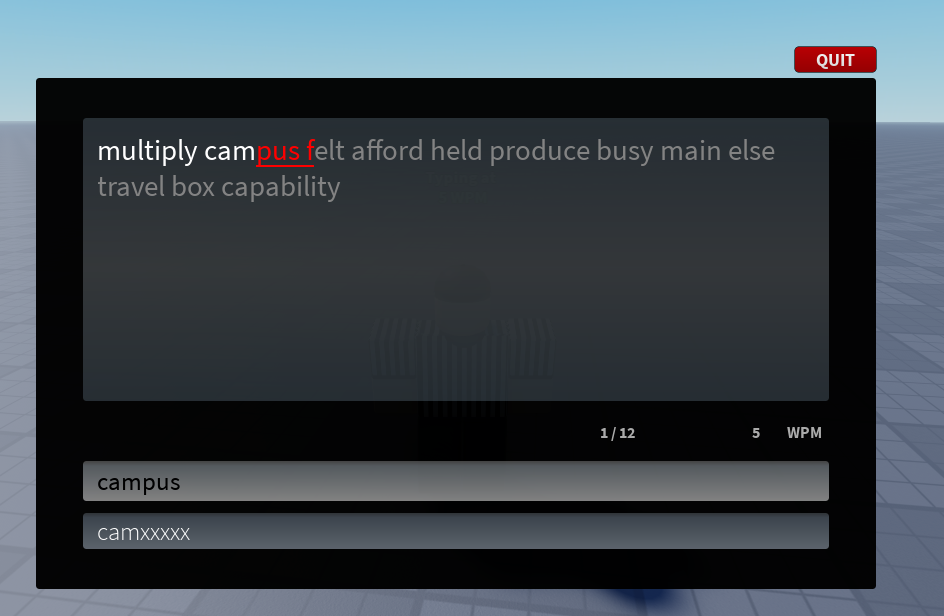 QUIT
multiply campus felt afford held produce busy main else
travel box capability
1 / 12 5 WPM
campus
camxxxxx